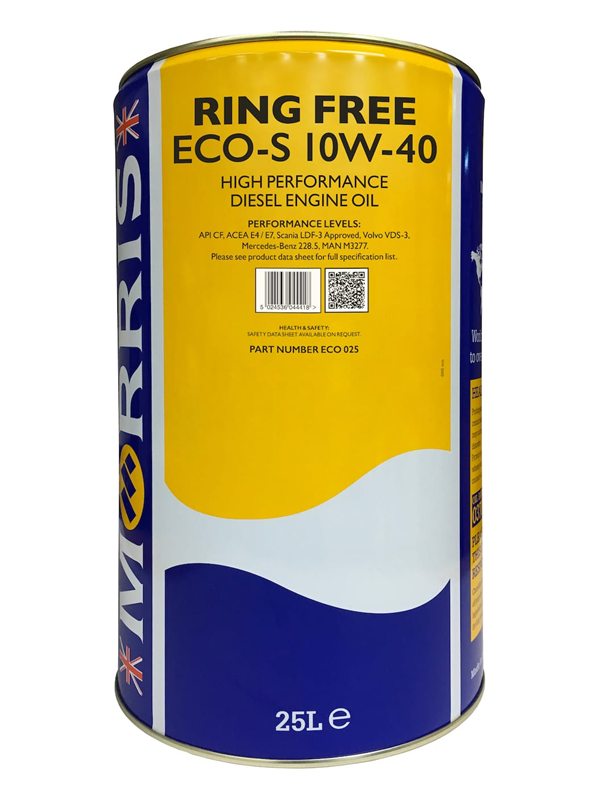 MORRIS
RING FREE
ECO-S 10W-40
HIGH PERFORMANCE
DIESEL ENGINE OIL
PERFORMANCE LEVELS:
API CF, ACEA E4 / E7, Scania LDF-3 Approved, Volvo VDS-3,
Mercedes-Benz 228.5, MAN M3277.
Please see product data sheet for full specification list.
5 024536 044418 >
HEALTH & SAFETY:
SAFETY DATA SHEET AVAILABLE ON REQUEST.
PART NUMBER ECO 025
25L e